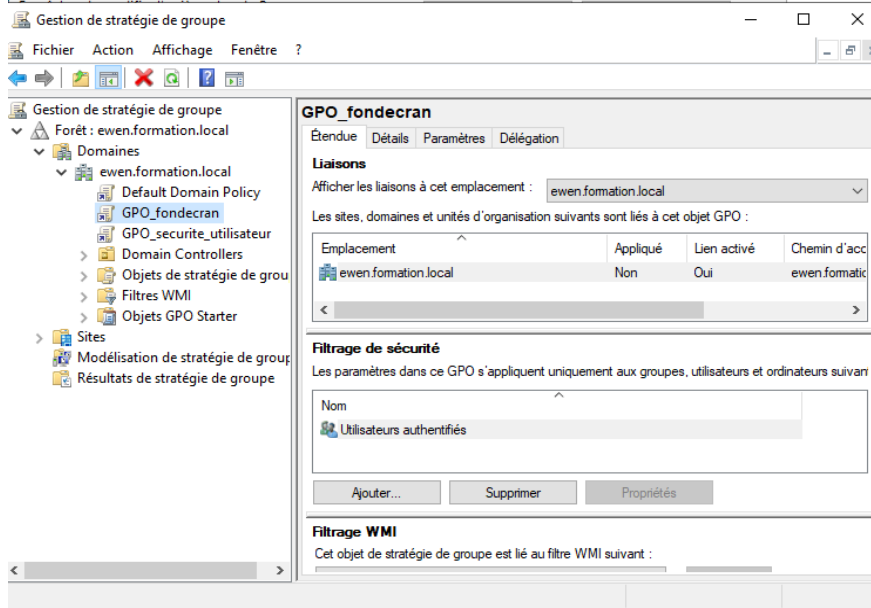 Gestion de stratégie de groupe
Fichier Action Affichage Fenêtre ?
Gestion de stratégie de groupe
Forêt : ewen.formation.local
Domaines
ewen.formation.local
Default Domain Policy
GPO_fondecran
GPO_securite_utilisateur
Domain Controllers
Objets de stratégie de grou
Filtres WMI
Objets GPO Starter
Sites
Modélisation de stratégie de group
Résultats de stratégie de groupe
GPO_fondecran
Étendue Détails Paramètres Délégation
Liaisons
Afficher les liaisons à cet emplacement : ewen.formation.local
Les sites, domaines et unités d'organisation suivants sont liés à cet objet GPO :
Emplacement Appliqué Lien activé Chemin d'acc
ewen.formation.local Non Oui ewen.formatic
Filtrage de sécurité
Les paramètres dans ce GPO s'appliquent uniquement aux groupes, utilisateurs et ordinateurs suivan
Nom
Utilisateurs authentifiés
Ajouter... Supprimer Propriétés
Filtrage WMI
Cet objet de stratégie de groupe est lié au filtre WMI suivant :